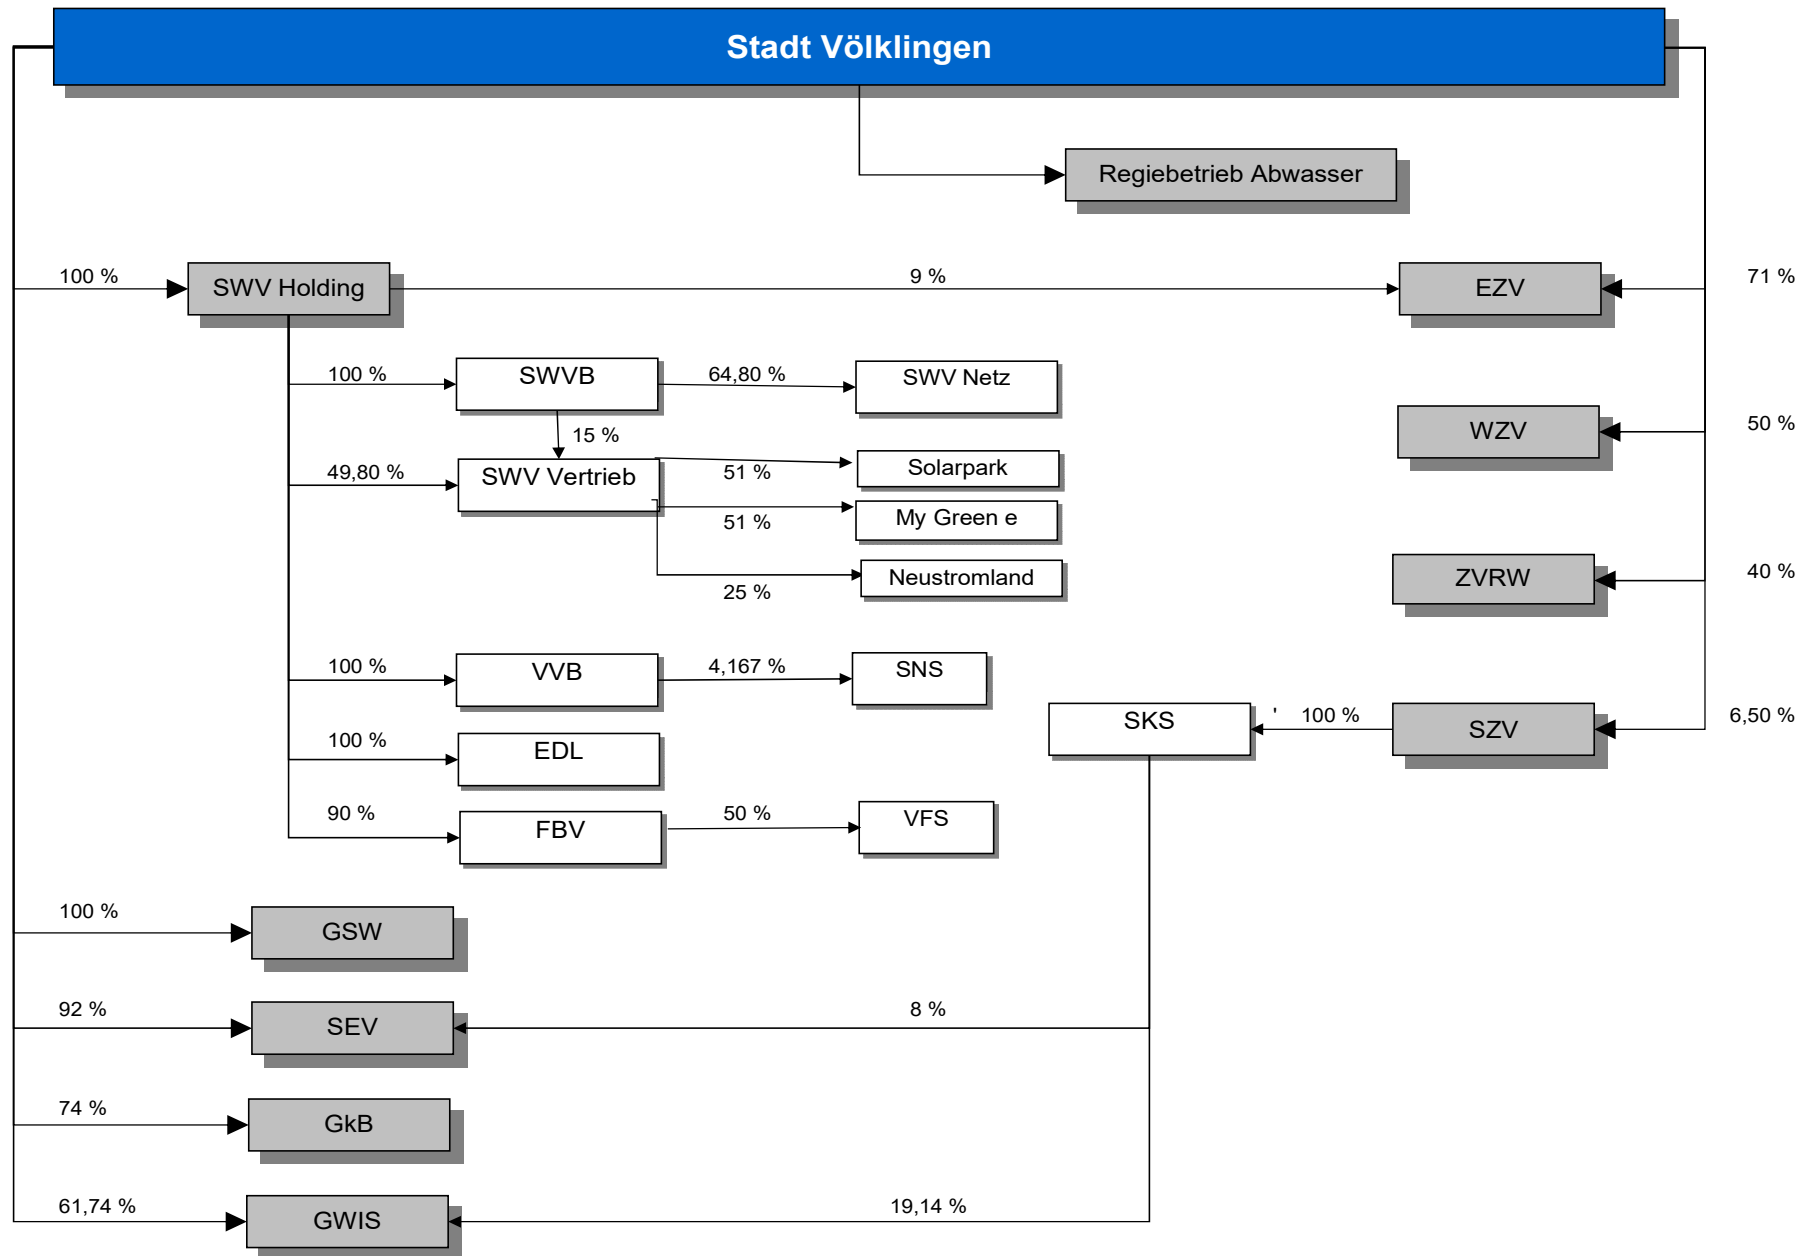 Stadt Völklingen
Regiebetrieb Abwasser
100 %
SWV Holding
9 %
EZV
71 %
100 %
SWVB
64,80 %
SWV Netz
15 %
WZV
50 %
49,80 %
SWV Vertrieb
51 %
Solarpark
51 %
My Green e
25 %
Neustromland
ZVRW
40 %
100 %
VVB
4,167 %
SNS
SKS
' 100 %
SZV
6,50 %
100 %
EDL
90 %
FBV
50 %
VFS
100 %
GSW
92 %
SEV
8 %
74 %
GkB
61,74 %
GWIS
19,14 %